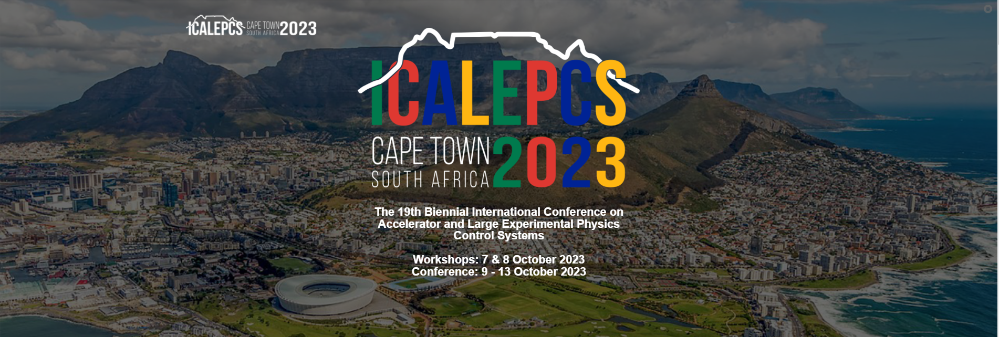 ICALEPCS CAPE TOWN SOUTH AFRICA 2023
ICALEPCS
CAPE TOWN
SOUTH AFRICA
2023
The 19th Biennial International Conference on
Accelerator and Large Experimental Physics
Control Systems
Workshops: 7 & 8 October 2023
Conference: 9 - 13 October 2023